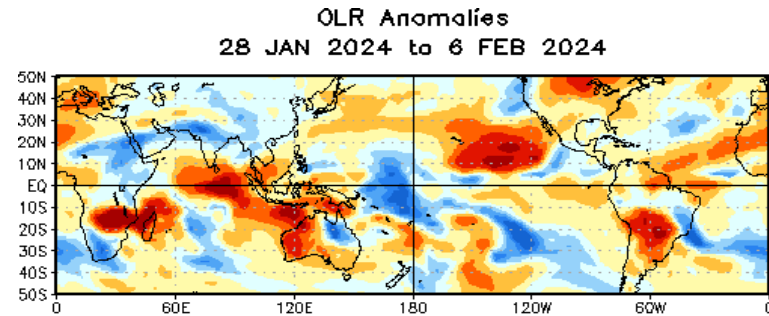 OLR Anomalies
28 JAN 2024 to 6 FEB 2024
50N
40N
30N
20N
10N
EQ
10S
20S
30S
40S
50S
0 60E 120E 180 120W 60W 0